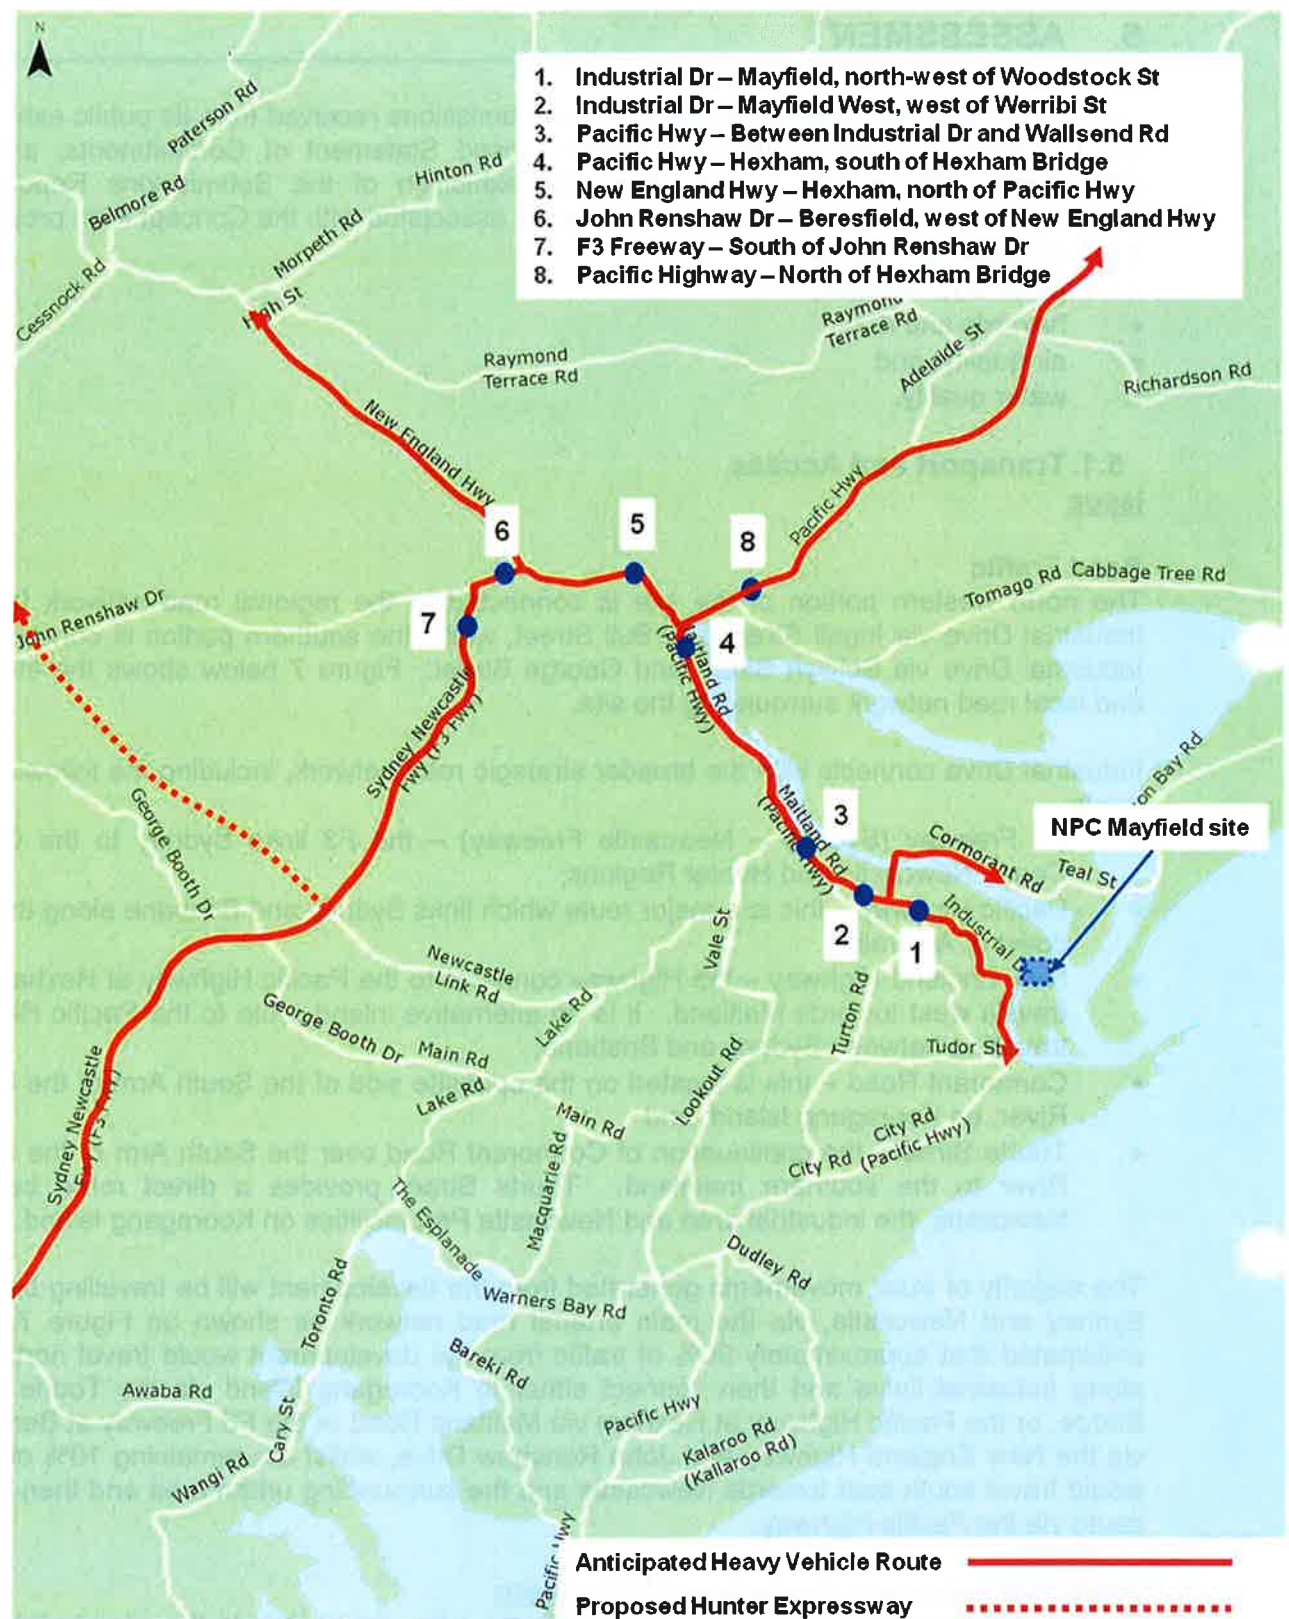 N
1. Industrial Dr – Mayfield, north-west of Woodstock St
2. Industrial Dr – Mayfield West, west of Werribi St
3. Pacific Hwy – Between Industrial Dr and Wallsend Rd
4. Pacific Hwy – Hexham, south of Hexham Bridge
5. New England Hwy – Hexham, north of Pacific Hwy
6. John Renshaw Dr – Beresfield, west of New England Hwy
7. F3 Freeway – South of John Renshaw Dr
8. Pacific Highway – North of Hexham Bridge
Paterson Rd
Belmore Rd
Hinton Rd
Morpeth Rd
Cessnock Rd
High St
Raymond
Terrace Rd
Raymond
Terrace Rd
Adelaide St
Richardson Rd
New England Hwy
Pacific Hwy
6
5
8
7
4
John Renshaw Dr
Tomago Rd
Cabbage Tree Rd
Maitland Rd
(Pacific Hwy)
Sydney Newcastle
Fwy (F3 Fwy)
George Booth Dr
3
Maitland Rd
(Pacific Hwy)
NPC Mayfield site
Cormorant Rd
Teal St
2
1
Industrial
Vale St
Newcastle
Link Rd
Lake Rd
George Booth Dr
Main Rd
Turton Rd
Tudor St
Lookout Rd
Lake Rd
Main Rd
City Rd
(Pacific Hwy)
City Rd
Sydney Newcastle
Fwy (F3 Fwy)
Macquarie Rd
The Esplanade
Dudley Rd
Warners Bay Rd
Toronto Rd
Bareki Rd
Awaba Rd
Cary St
Pacific Hwy
Kalaroo Rd
(Kallaroo Rd)
Wangi Rd
Pacific Hwy
Anticipated Heavy Vehicle Route
Proposed Hunter Expressway